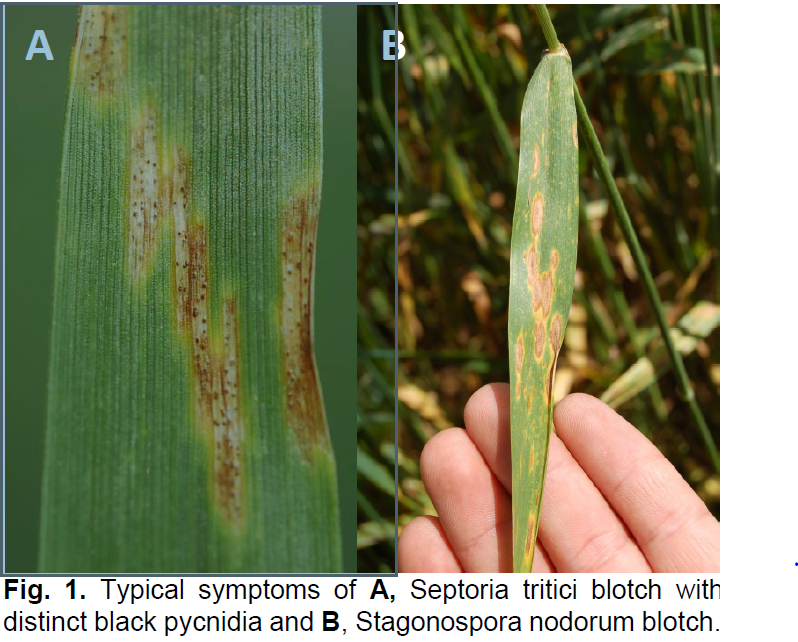 A
B
Fig. 1. Typical symptoms of A, Septoria tritici blotch with
distinct black pycnidia and B, Stagonospora nodorum blotch.